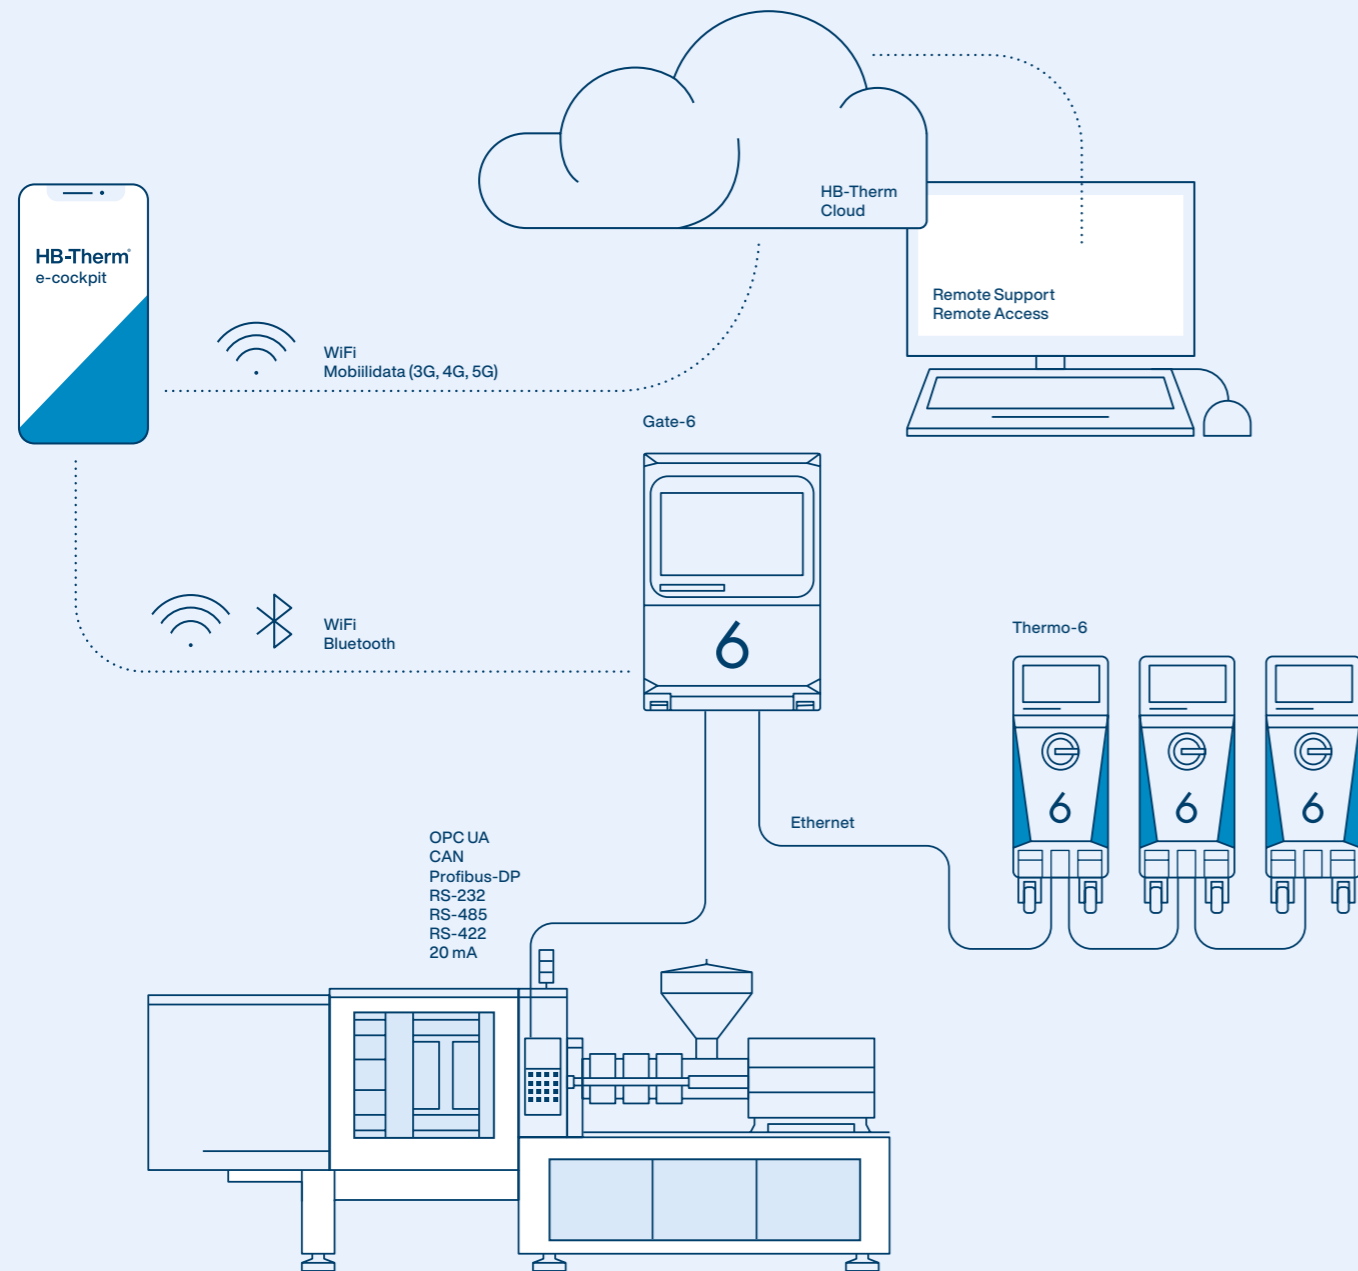 HB-Therm
Cloud
HB-Therm®
e-cockpit
Remote Support
Remote Access
WiFi
Mobiilidata (3G, 4G, 5G)
Gate-6
6
WiFi
Bluetooth
Thermo-6
6
6
6
Ethernet
OPC UA
CAN
Profibus-DP
RS-232
RS-485
RS-422
20 mA